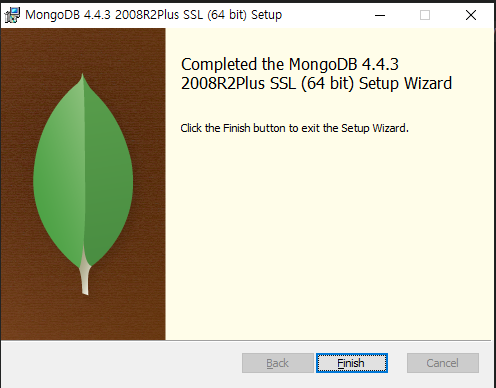 MongoDB 4.4.3 2008R2Plus SSL (64 bit) Setup
Completed the MongoDB 4.4.3
2008R2Plus SSL (64 bit) Setup Wizard
Click the Finish button to exit the Setup Wizard.
Back Finish Cancel